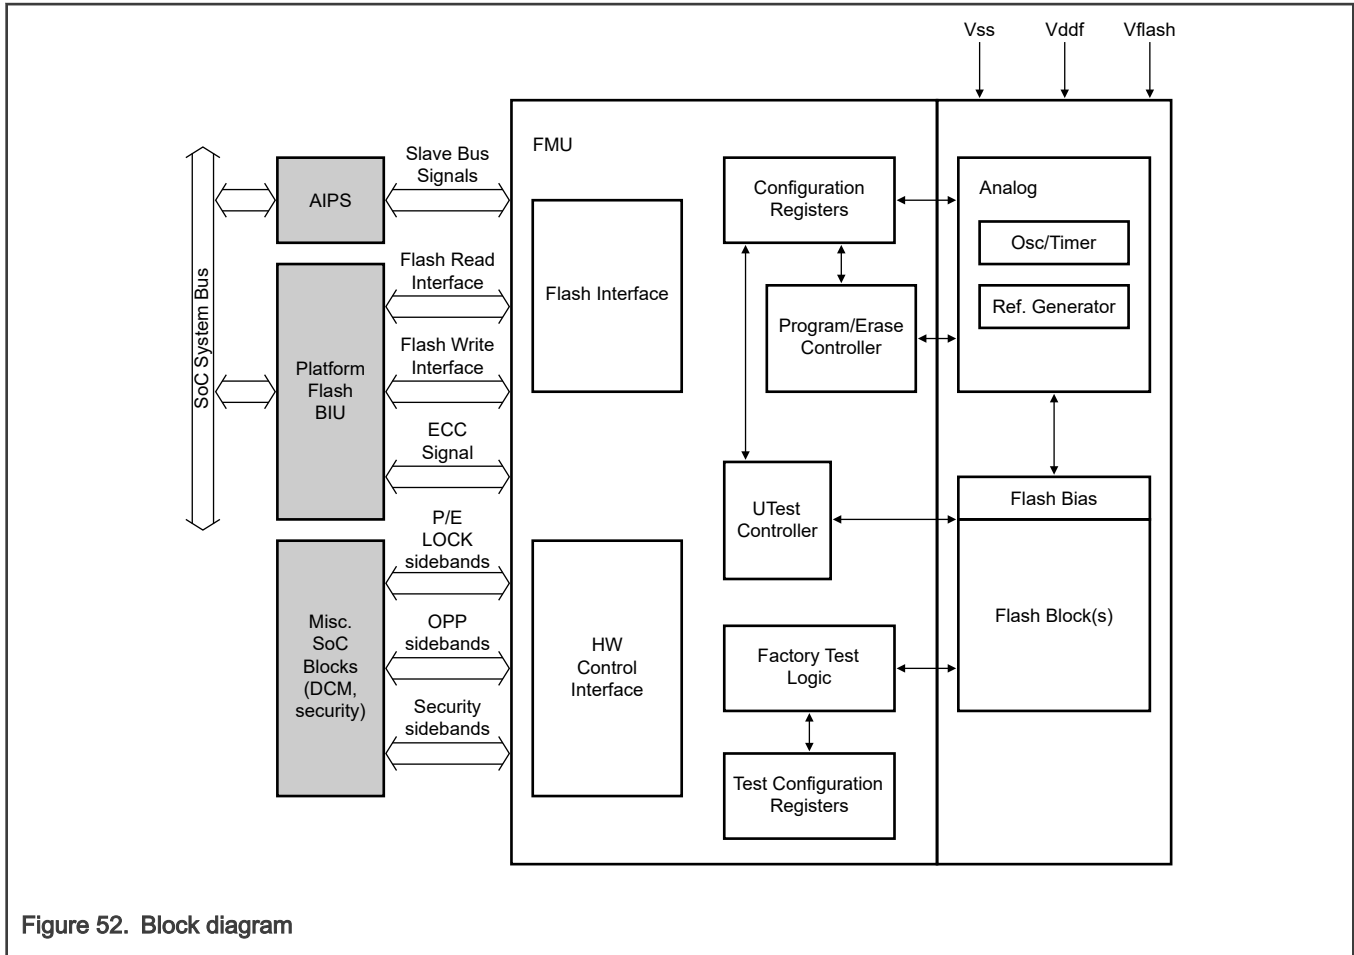 Vss
Vddf
Vflash
FMU
SoC System Bus
AIPS
Slave Bus
Signals
Platform
Flash
BIU
Flash Read
Interface
Flash Write
Interface
ECC
Signal
Misc.
SoC
Blocks
(DCM,
security)
P/E
LOCK
sidebands
OPP
sidebands
Security
sidebands
Flash Interface
HW
Control
Interface
Configuration
Registers
Program/Erase
Controller
UTest
Controller
Factory Test
Logic
Test Configuration
Registers
Analog
Osc/Timer
Ref. Generator
Flash Bias
Flash Block(s)
Figure 52. Block diagram